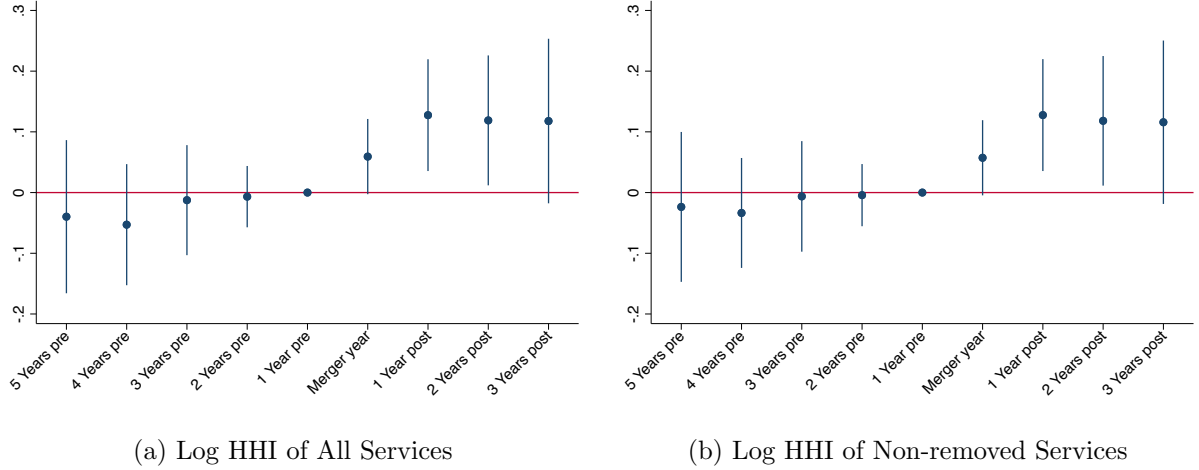 .3
.2
.1
0
-.1
-.2
5 Years pre
4 Years pre
3 Years pre
2 Years pre
1 Year pre
Merger year
1 Year post
2 Years post
3 Years post
(a) Log HHI of All Services
.3
.2
.1
0
-.1
-.2
5 Years pre
4 Years pre
3 Years pre
2 Years pre
1 Year pre
Merger year
1 Year post
2 Years post
3 Years post
(b) Log HHI of Non-removed Services